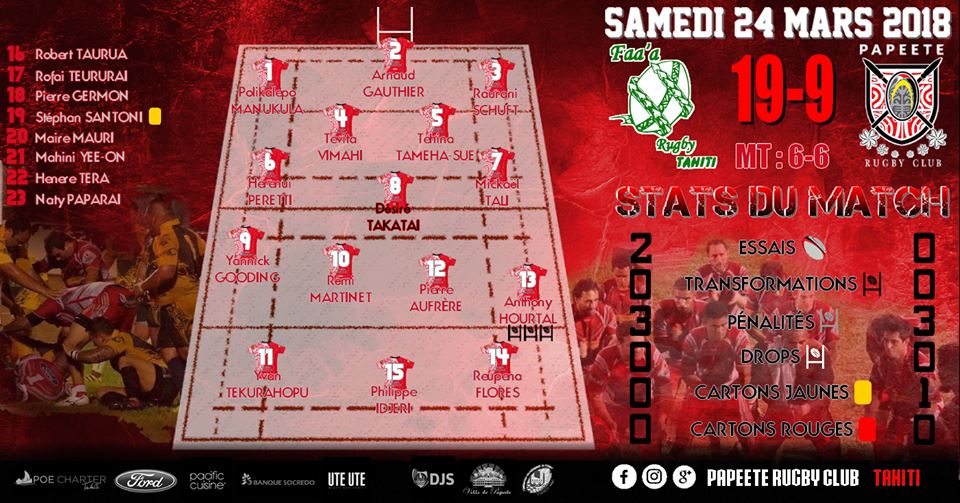 SAMEDI 24 MARS 2018
Faa'a
Rugby
TAHITI
19-9
MT : 6-6
PAPEETE
RUGBY CLUB
16 Robert TAURUA
17 Rofai TEURURAI
18 Pierre GERMON
19 Stéphan SANTONI
20 Maire MAURI
21 Mahini YEE-ON
22 Henere TERA
23 Naty PAPARAI
1
Polikalepo
MANUKULA
2
Arnaud
GAUTHIER
3
Raurani
SCHUFT
4
Tevita
VIMAHI
5
Tehina
TAMEHA-SUE
6
PERETTI
7
Mickael
TALI
8
Désiré
TAKATAI
9
Yannick
GOODING
10
Rémi
MARTINET
12
Pierre
AUFRÈRE
13
Anthony
HOURTAL
11
Yvan
TEKURAHOPU
15
Philippe
IDJERI
14
Reupena
FLORES
STATS DU MATCH
2 ESSAIS 0
0 TRANSFORMATIONS 0
3 PÉNALITÉS 3
0 DROPS 0
0 CARTONS JAUNES 1
0 CARTONS ROUGES 0
POE CHARTER
Ford
pacific
cuisine
BANQUE SOCREDO
UTE UTE
DJS
Ville de Papeete
PAPEETE RUGBY CLUB TAHITI